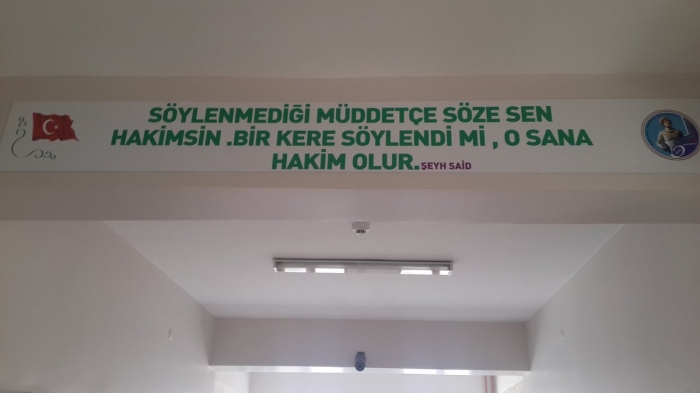 SÖYLENMEDİĞİ MÜDDETÇE SÖZE SEN
HAKİMSİN .BİR KERE SÖYLENDİ Mİ , O SANA
HAKİM OLUR.ŞEYH SAİD